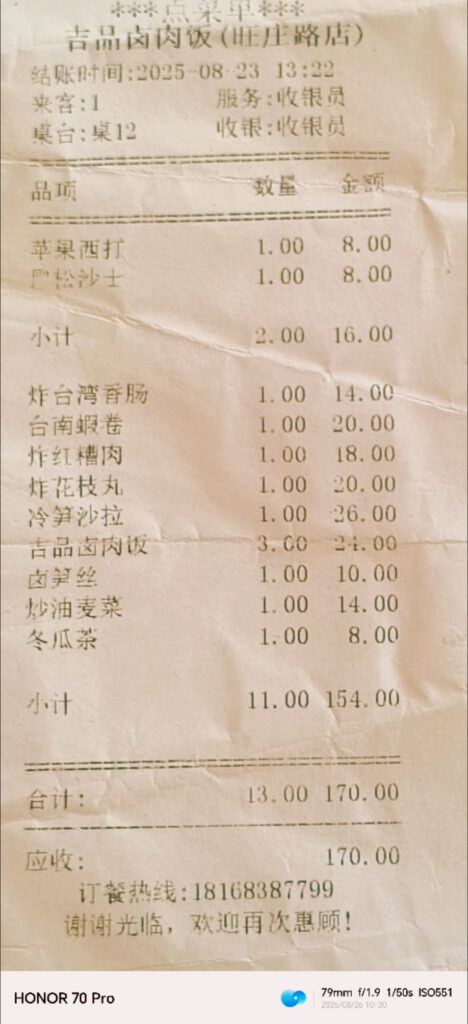 ***点菜单***
吉品卤肉饭(旺庄路店)
结账时间:2025-08-23 13:22
来客:1 服务:收银员
桌台:桌12 收银:收银员
品项 数量 金额
苹果西打 1.00 8.00
松沙士 1.00 8.00
小计 2.00 16.00
炸台湾香肠 1.00 14.00
台南蝦卷 1.00 20.00
炸红糟肉 1.00 18.00
炸花枝丸 1.00 20.00
冷笋沙拉 1.00 26.00
吉品卤肉饭 3.00 24.00
卤笋丝 1.00 10.00
炒油麦菜 1.00 14.00
冬瓜茶 1.00 8.00
小计 11.00 154.00
合计: 13.00 170.00
应收: 170.00
订餐热线:18168387799
谢谢光临，欢迎再次惠顾!
HONOR 70 Pro
79mm f/1.9 1/50s ISO551
2026/08/26 10:30